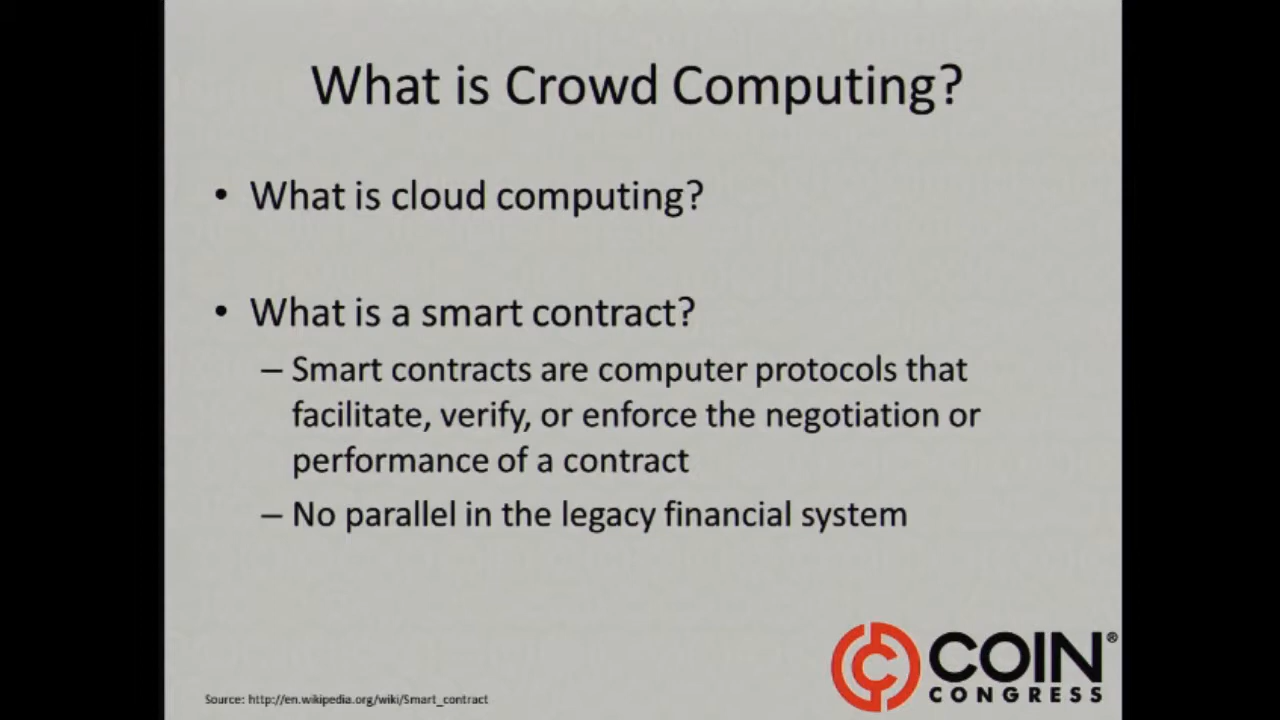 What is Crowd Computing?
• What is cloud computing?
• What is a smart contract?
– Smart contracts are computer protocols that
facilitate, verify, or enforce the negotiation or
performance of a contract
– No parallel in the legacy financial system
COIN®
CONGRESS
Source: http://en.wikipedia.org/wiki/Smart_contract